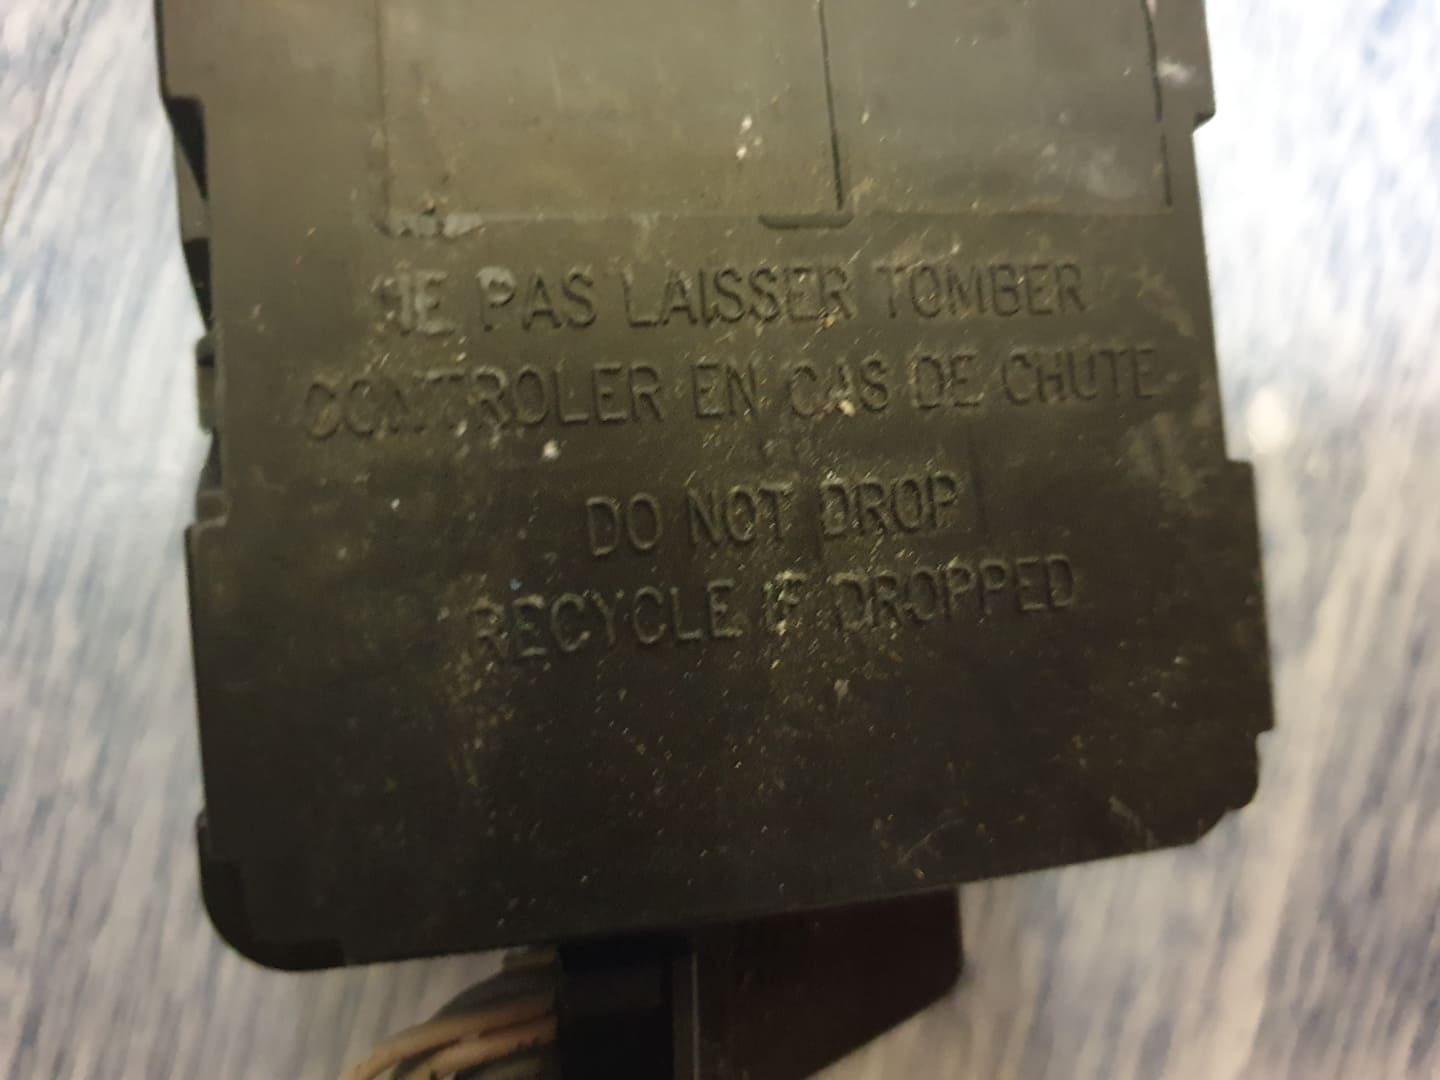 NE PAS LAISSER TOMBER
CONTROLER EN CAS DE CHUTE
DO NOT DROP
RECYCLE IF DROPPED